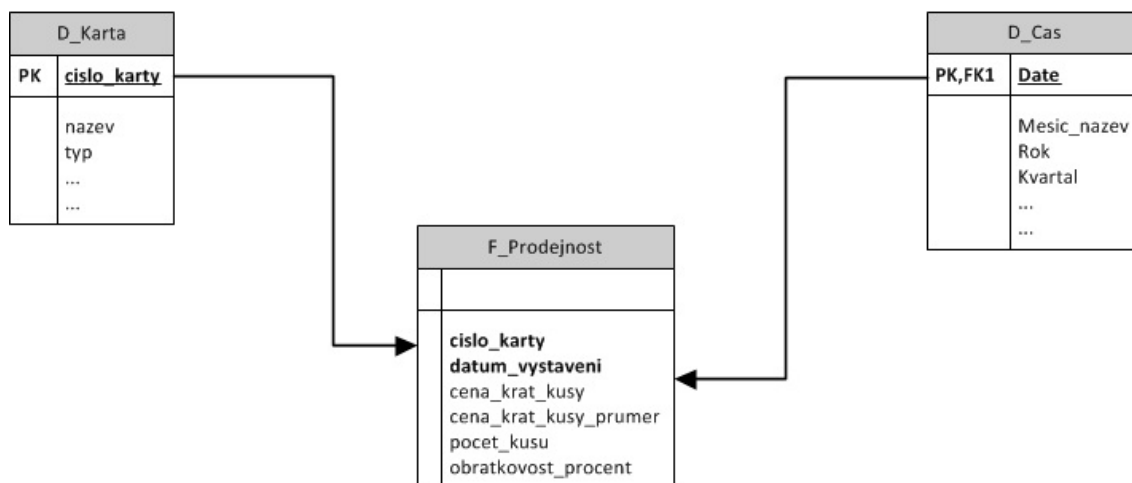 D_Karta
PK cislo_karty
nazev
typ
...
...
D_Cas
PK,FK1 Date
Mesic_nazev
Rok
Kvartal
...
...
F_Prodejnost
cislo_karty
datum_vystaveni
cena_krat_kusy
cena_krat_kusy_prumer
pocet_kusu
obratkovost_procent